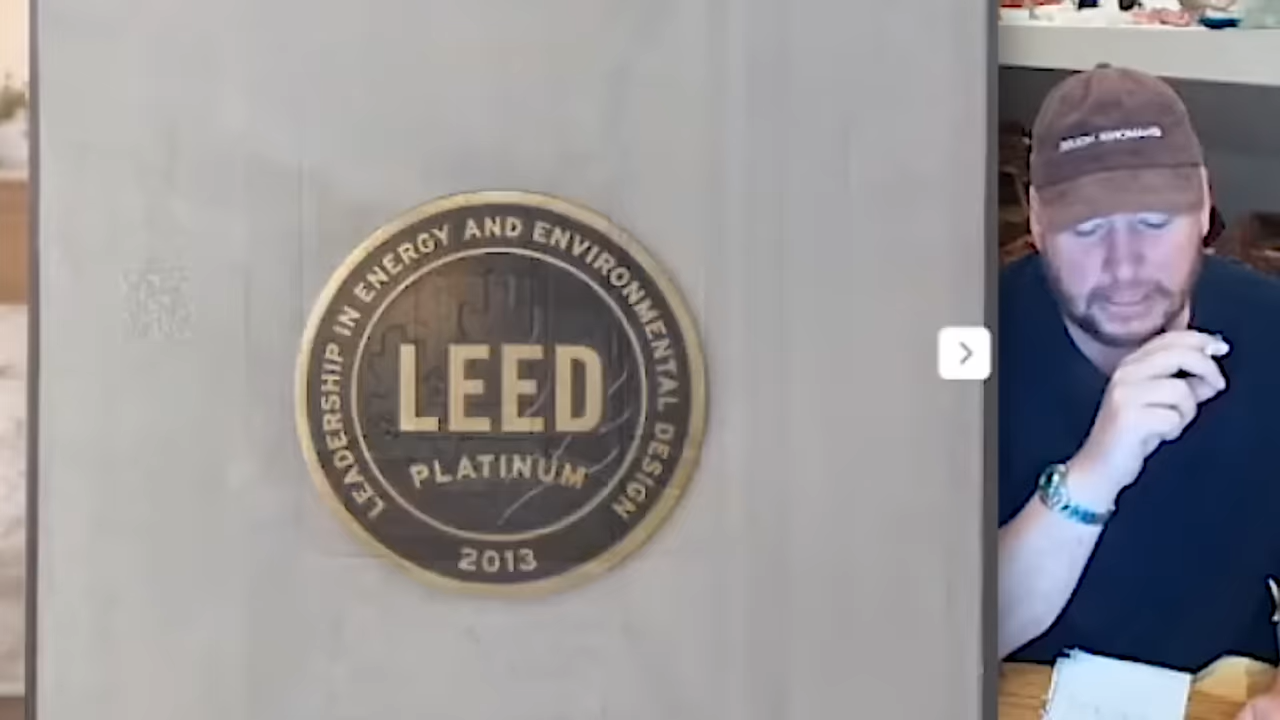 LEADERSHIP IN ENERGY AND ENVIRONMENTAL DESIGN
LEED
PLATINUM
2013